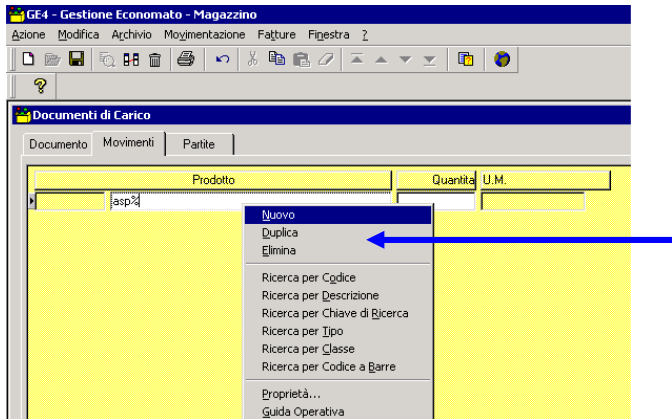 GE4 - Gestione Economato - Magazzino
Azione Modifica Archivio Movimentazione Fatture Finestra ?
Documenti di Carico
Documento Movimenti Partite
Prodotto Quantita U.M.
asp%
Nuovo
Duplica
Elimina
Ricerca per Codice
Ricerca per Descrizione
Ricerca per Chiave di Ricerca
Ricerca per Tipo
Ricerca per Classe
Ricerca per Codice a Barre
Proprietà...
Guida Operativa